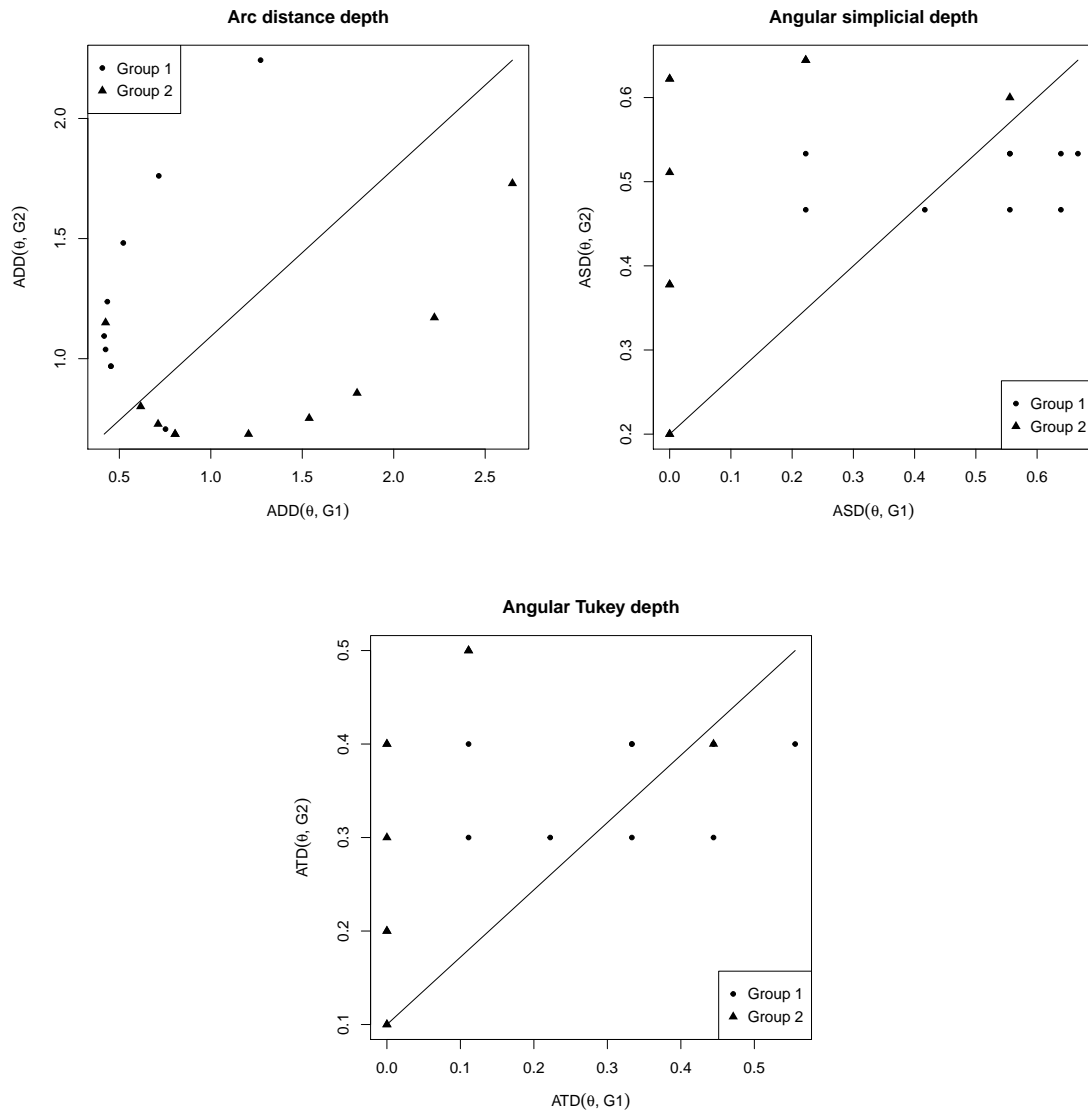 Arc distance depth
Group 1
Group 2
ADD(θ, G2)
2.0
1.5
1.0
0.5 1.0 1.5 2.0 2.5
ADD(θ, G1)
Angular simplicial depth
ASD(θ, G2)
0.6
0.5
0.4
0.3
0.2
Group 1
Group 2
0.0 0.1 0.2 0.3 0.4 0.5 0.6
ASD(θ, G1)
Angular Tukey depth
ATD(θ, G2)
0.5
0.4
0.3
0.2
0.1
Group 1
Group 2
0.0 0.1 0.2 0.3 0.4 0.5
ATD(θ, G1)